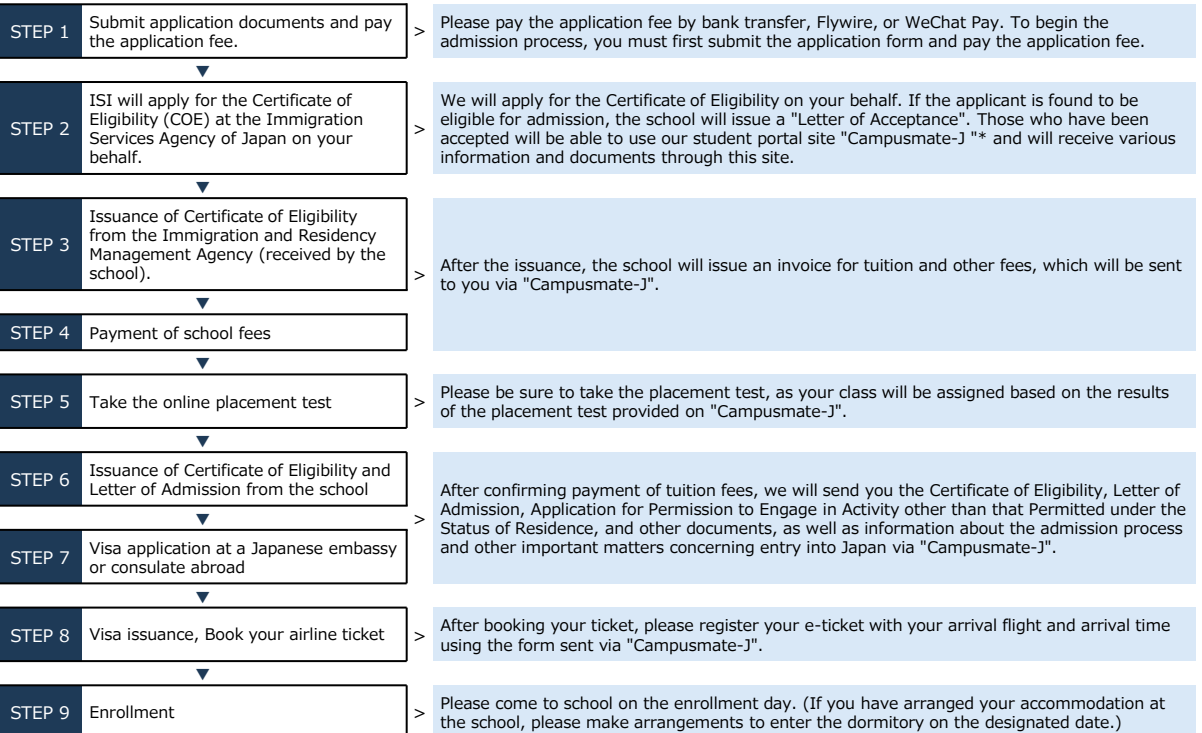 STEP 1
Submit application documents and pay
the application fee.
>
Please pay the application fee by bank transfer, Flywire, or WeChat Pay. To begin the
admission process, you must first submit the application form and pay the application fee.
▼
STEP 2
ISI will apply for the Certificate of
Eligibility (COE) at the Immigration
Services Agency of Japan on your
behalf.
>
We will apply for the Certificate of Eligibility on your behalf. If the applicant is found to be
eligible for admission, the school will issue a "Letter of Acceptance". Those who have been
accepted will be able to use our student portal site "Campusmate-J "* and will receive various
information and documents through this site.
▼
STEP 3
Issuance of Certificate of Eligibility
from the Immigration and Residency
Management Agency (received by the
school).
▼
STEP 4
Payment of school fees
>
After the issuance, the school will issue an invoice for tuition and other fees, which will be sent
to you via "Campusmate-J".
▼
STEP 5
Take the online placement test
>
Please be sure to take the placement test, as your class will be assigned based on the results
of the placement test provided on "Campusmate-J".
▼
STEP 6
Issuance of Certificate of Eligibility and
Letter of Admission from the school
▼
STEP 7
Visa application at a Japanese embassy
or consulate abroad
>
After confirming payment of tuition fees, we will send you the Certificate of Eligibility, Letter of
Admission, Application for Permission to Engage in Activity other than that Permitted under the
Status of Residence, and other documents, as well as information about the admission process
and other important matters concerning entry into Japan via "Campusmate-J".
▼
STEP 8
Visa issuance, Book your airline ticket
>
After booking your ticket, please register your e-ticket with your arrival flight and arrival time
using the form sent via "Campusmate-J".
▼
STEP 9
Enrollment
>
Please come to school on the enrollment day. (If you have arranged your accommodation at
the school, please make arrangements to enter the dormitory on the designated date.)